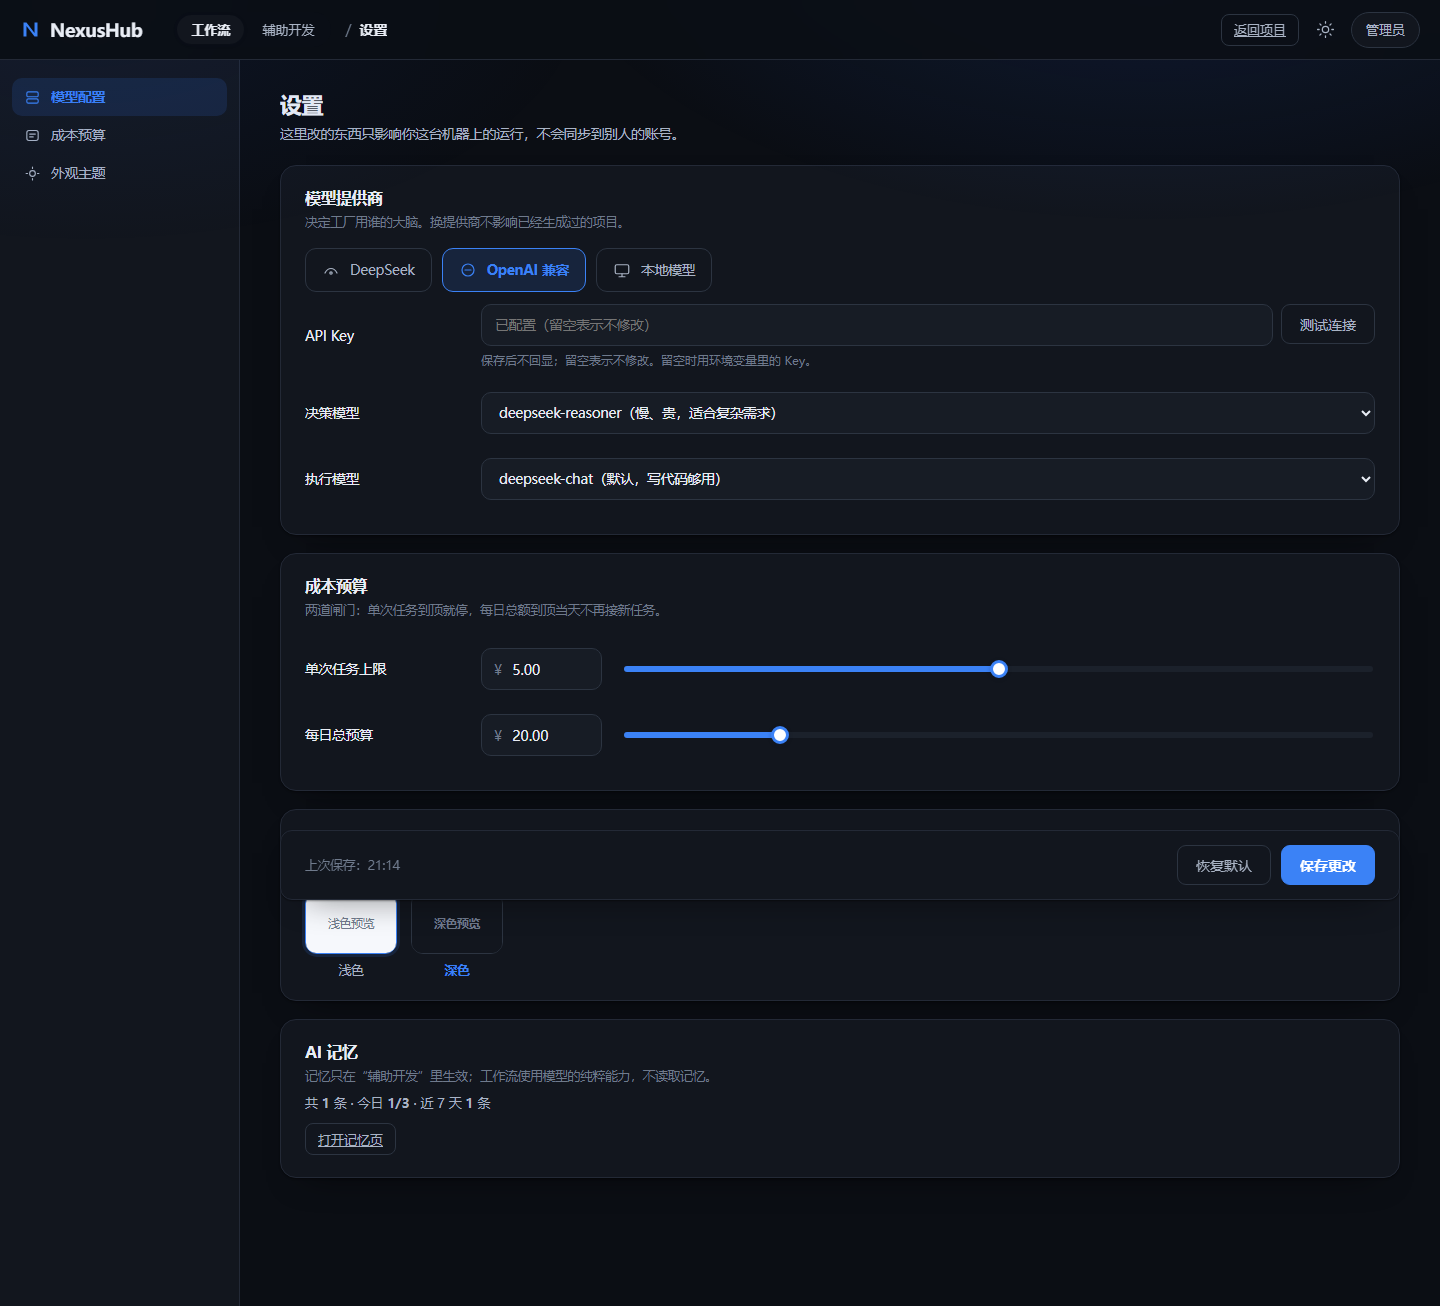 N NexusHub 工作流 辅助开发 / 设置 返回项目 管理员
模型配置
成本预算
外观主题
设置
这里改的东西只影响你这台机器上的运行，不会同步到别人的账号。
模型提供商
决定工厂用谁的大脑。换提供商不影响已经生成过的项目。
DeepSeek OpenAI 兼容 本地模型
API Key 已配置（留空表示不修改） 测试连接
保存后不回显；留空表示不修改。留空时用环境变量里的 Key。
决策模型 deepseek-reasoner（慢、贵，适合复杂需求）
执行模型 deepseek-chat（默认，写代码够用）
成本预算
两道闸门：单次任务到顶就停，每日总额到顶当天不再接新任务。
单次任务上限 ¥ 5.00
每日总预算 ¥ 20.00
上次保存：21:14 恢复默认 保存更改
浅色预览 深色预览
浅色 深色
AI 记忆
记忆只在“辅助开发”里生效；工作流使用模型的纯粹能力，不读取记忆。
共 1 条 · 今日 1/3 · 近 7 天 1 条
打开记忆页